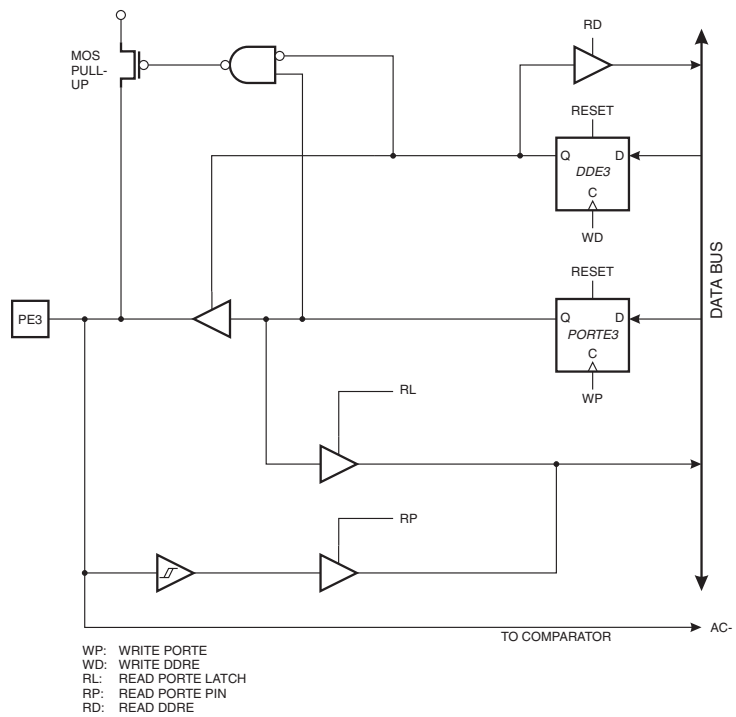 RD
MOS
PULL-
UP
RESET
Q
D
DDE3
C
WD
RESET
DATA BUS
PE3
Q
D
PORTE3
C
WP
RL
RP
TO COMPARATOR
AC-
WP: WRITE PORTE
WD: WRITE DDRE
RL: READ PORTE LATCH
RP: READ PORTE PIN
RD: READ DDRE